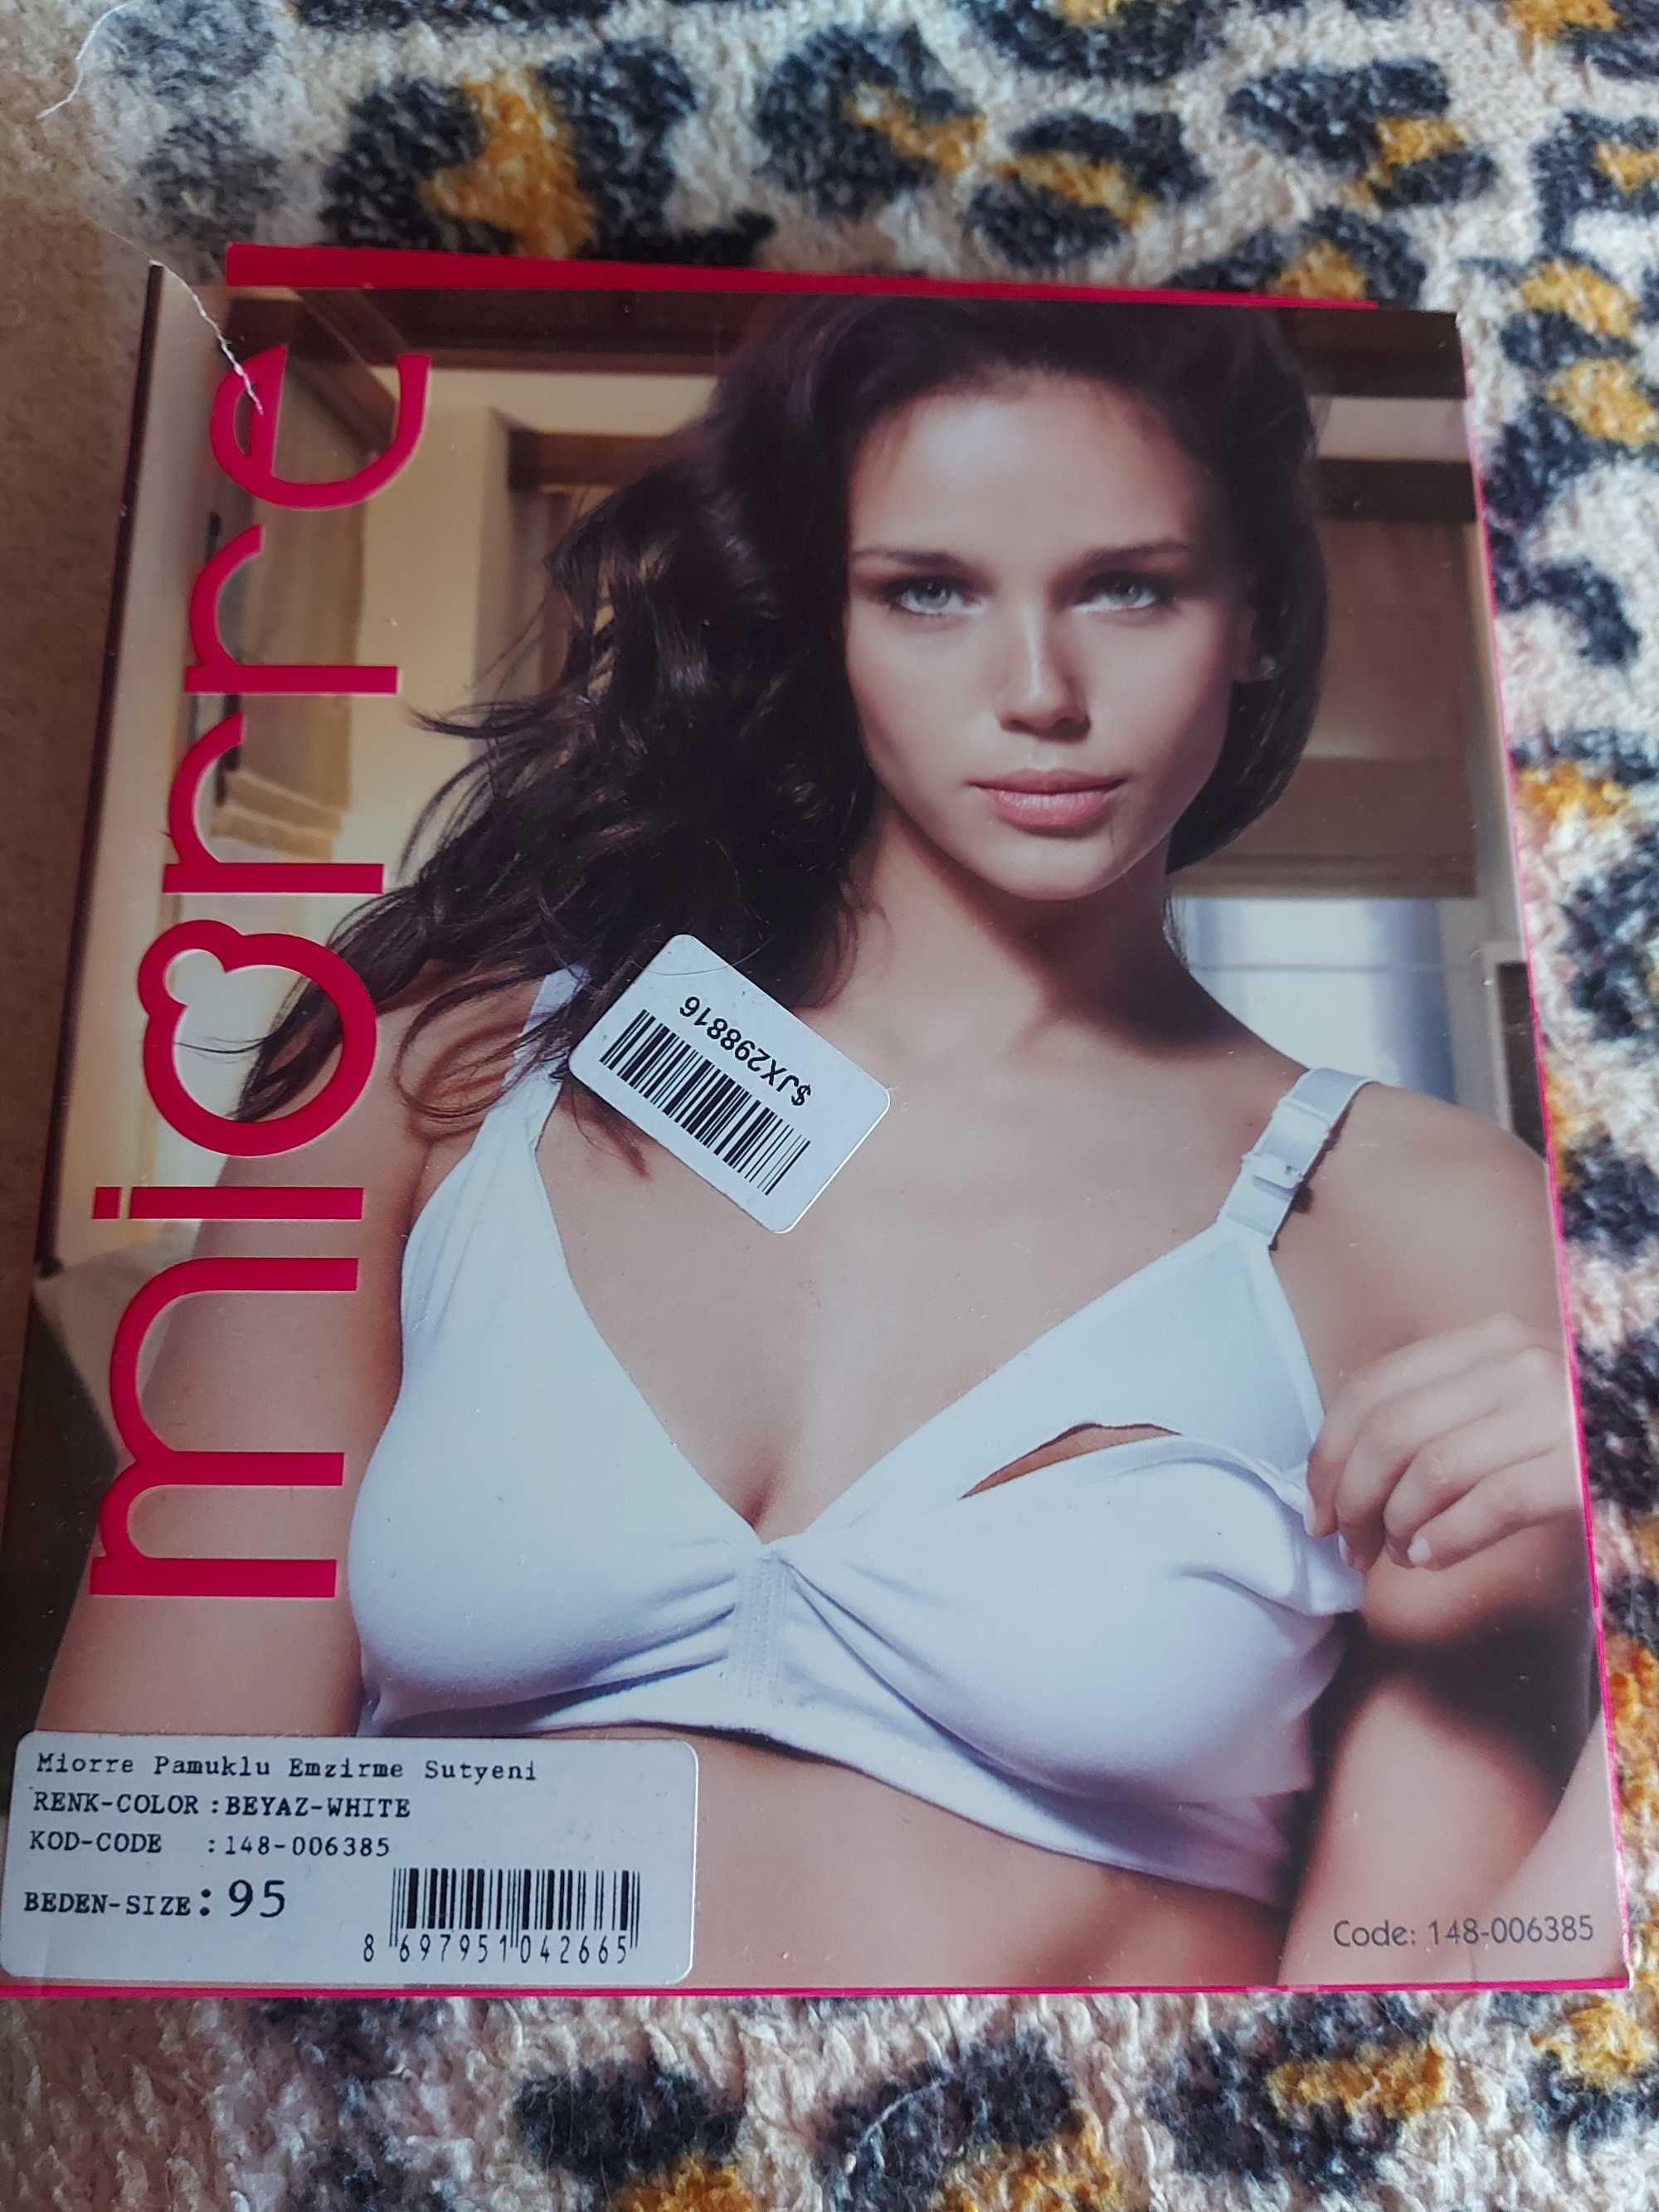 miorre
$JX298816
Miorre Pamuklu Emzirme Sutyeni
RENK-COLOR : BEYAZ-WHITE
KOD-CODE : 148-006385
BEDEN-SIZE : 95
8 697951 042665
Code: 148-006385